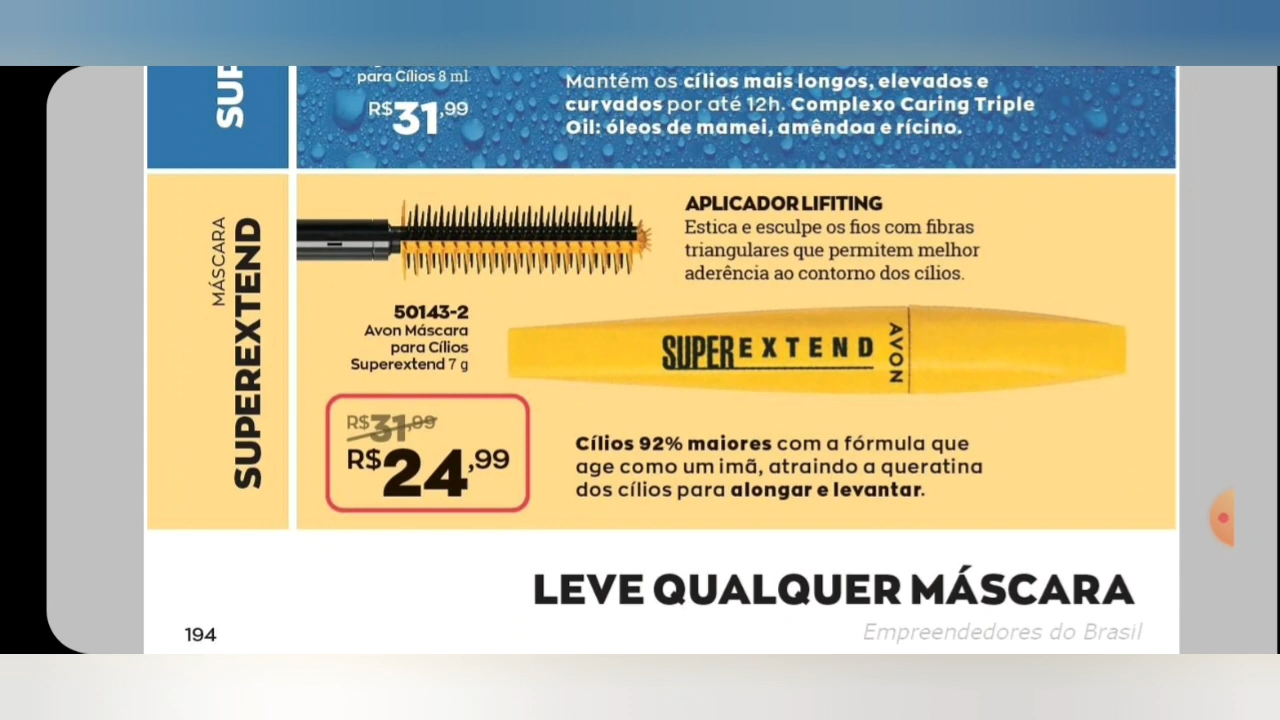 SUP
para Cílios 8 ml
R$31,99
Mantém os cílios mais longos, elevados e
curvados por até 12h. Complexo Caring Triple
Oil: óleos de mamei, amêndoa e rícino.
MÁSCARA
SUPEREXTEND
APLICADOR LIFITING
Estica e esculpe os fios com fibras
triangulares que permitem melhor
aderência ao contorno dos cílios.
50143-2
Avon Máscara
para Cílios
Superextend 7 g
SUPER EXTEND
AVON
R$31,99
R$24,99
Cílios 92% maiores com a fórmula que
age como um imã, atraindo a queratina
dos cílios para alongar e levantar.
LEVE QUALQUER MÁSCARA
Empreendedores do Brasil
194